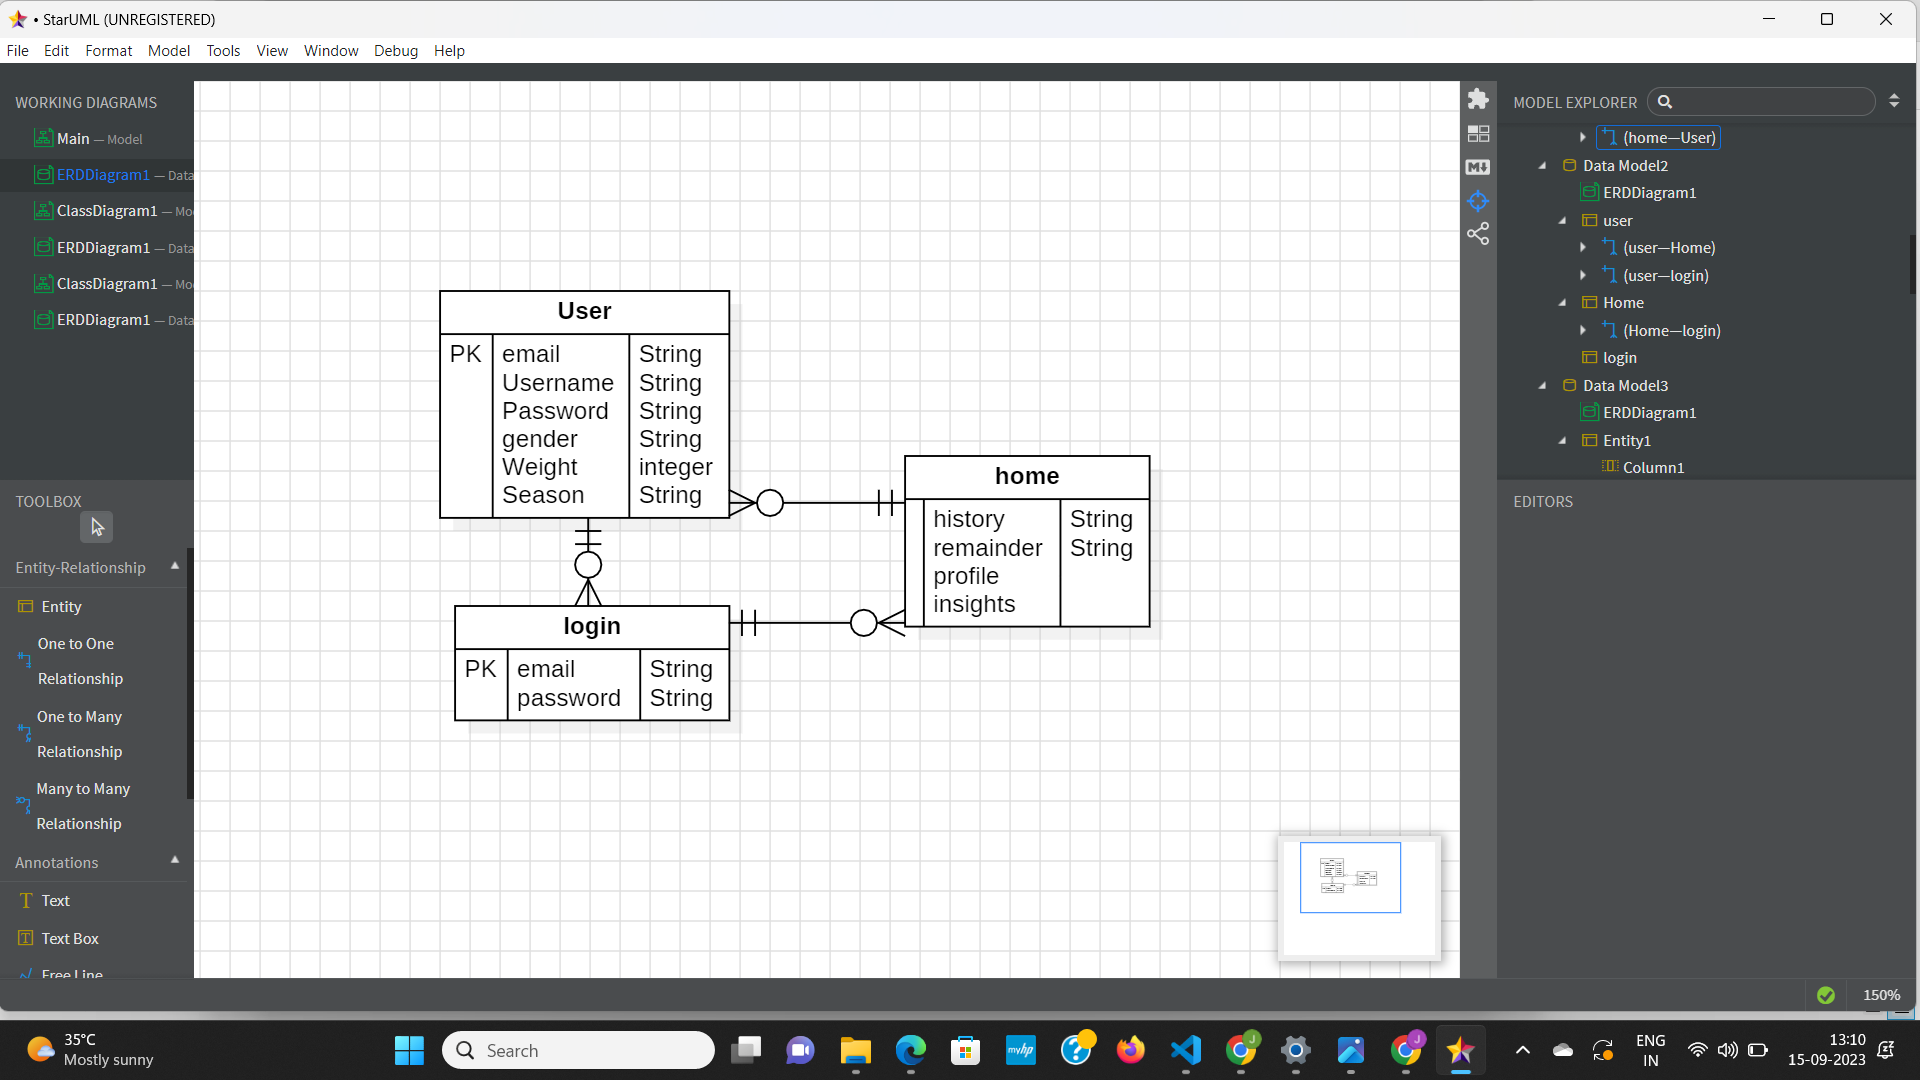 • StarUML (UNREGISTERED)
File Edit Format Model Tools View Window Debug Help
WORKING DIAGRAMS
Main — Model
ERDDiagram1 — Data
ClassDiagram1 — Mo
ERDDiagram1 — Data
ClassDiagram1 — Mo
ERDDiagram1 — Data
TOOLBOX
Entity-Relationship
Entity
One to One
Relationship
One to Many
Relationship
Many to Many
Relationship
Annotations
Text
Text Box
Free Line
User
PK email String
Username String
Password String
gender String
Weight integer
Season String
home
history String
remainder String
profile
insights
login
PK email String
password String
MODEL EXPLORER
(home—User)
Data Model2
ERDDiagram1
user
(user—Home)
(user—login)
Home
(Home—login)
login
Data Model3
ERDDiagram1
Entity1
Column1
EDITORS
150%
35°C
Mostly sunny
Search
myhp
J
J
ENG
IN
13:10
15-09-2023